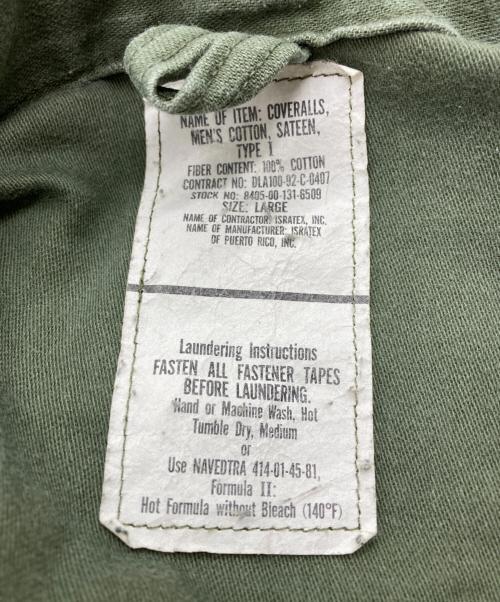 NAME OF ITEM: COVERALLS,
MEN'S COTTON, SATEEN,
TYPE I
FIBER CONTENT: 100% COTTON
CONTRACT NO: DLA100-92-C-0407
STOCK NO: 8405-00-131-6509
SIZE: LARGE
NAME OF CONTRACTOR: ISRATEX, INC.
NAME OF MANUFACTURER: ISRATEX
OF PUERTO RICO, INC.
Laundering Instructions
FASTEN ALL FASTENER TAPES
BEFORE LAUNDERING.
Hand or Machine Wash, Hot
Tumble Dry, Medium
or
Use NAVEDTRA 414-01-45-81,
Formula II:
Hot Formula without Bleach (140°F)